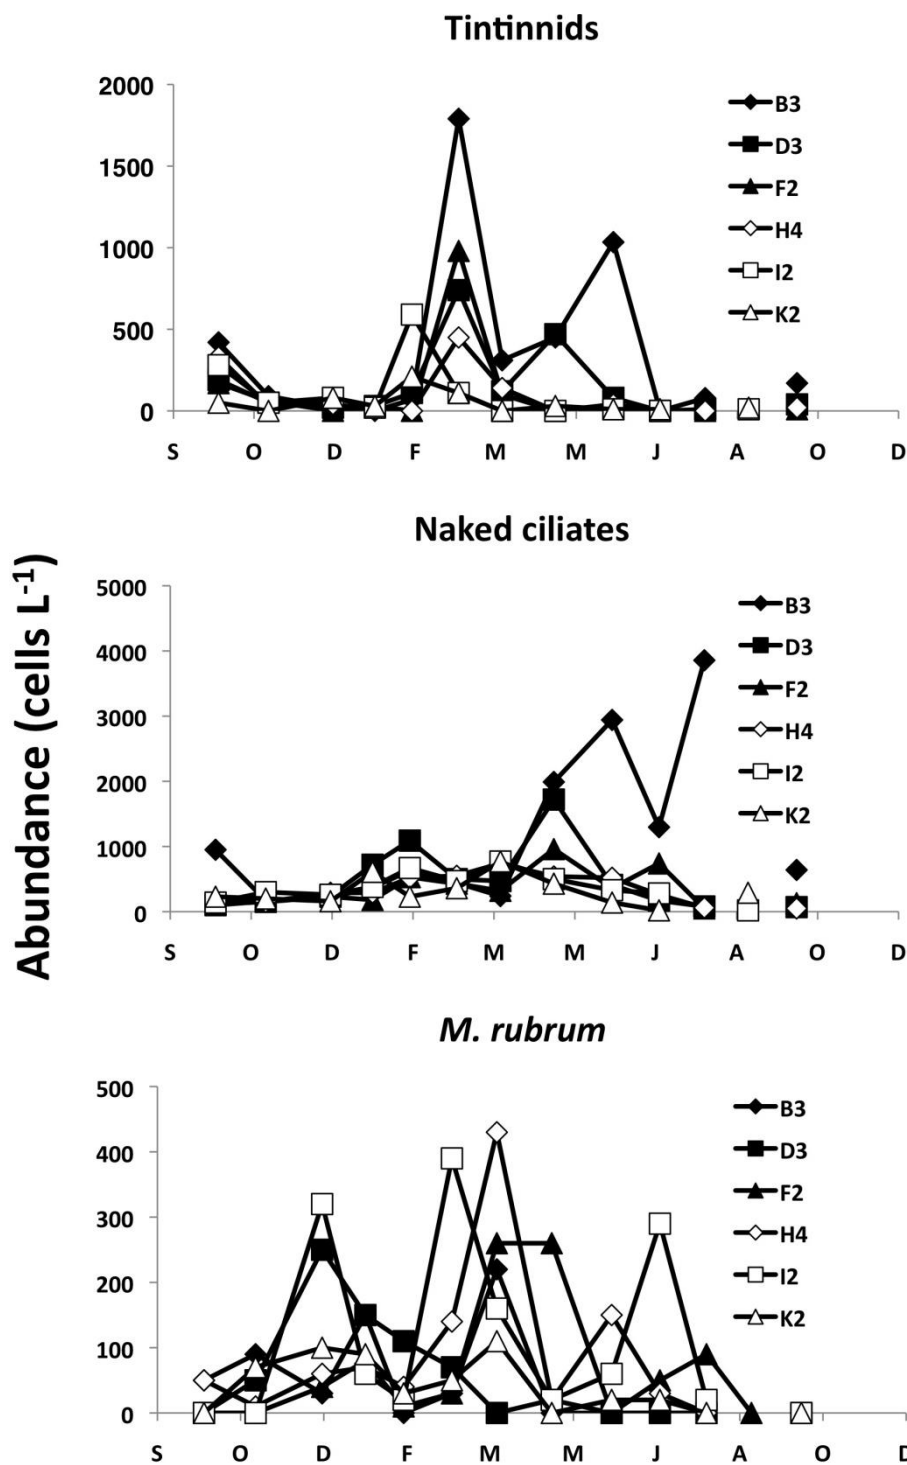 Tintinnids
2000
1500
1000
500
0
B3
D3
F2
H4
I2
K2
S O D F M M J A O D
Naked ciliates
5000
4000
3000
2000
1000
0
B3
D3
F2
H4
I2
K2
S O D F M M J A O D
Abundance (cells L⁻¹)
M. rubrum
500
400
300
200
100
0
B3
D3
F2
H4
I2
K2
S O D F M M J A O D